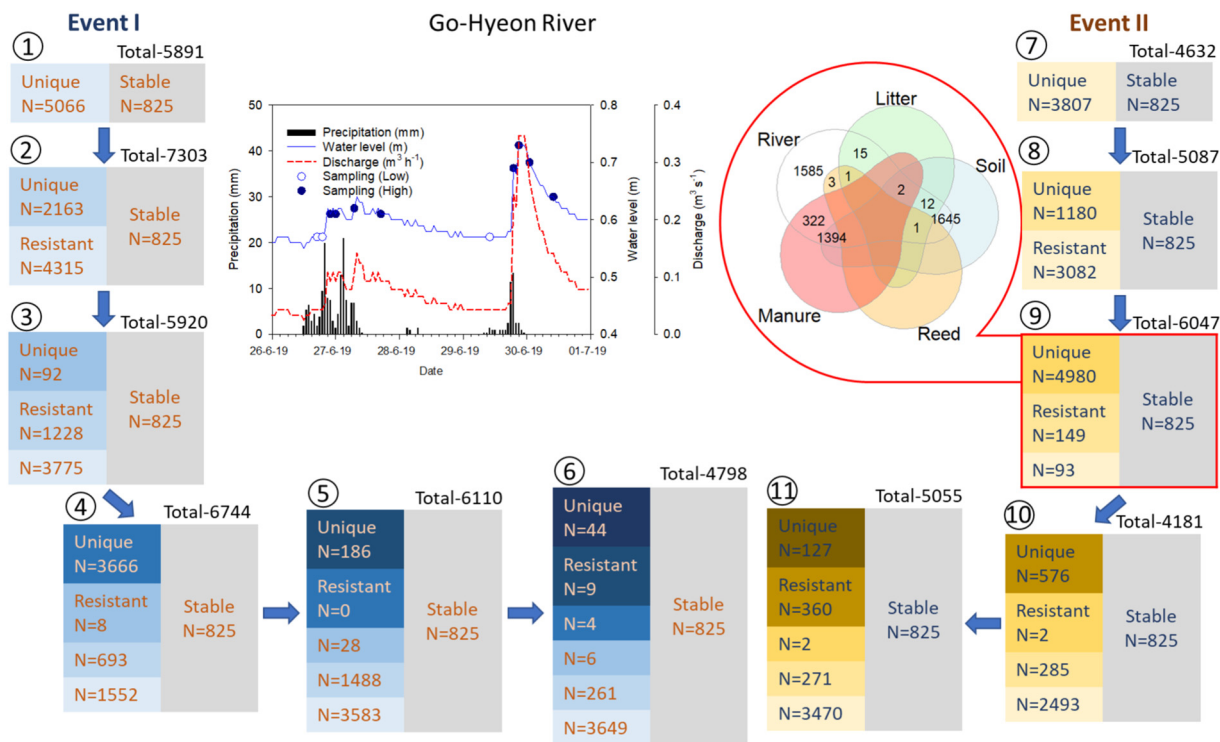 Event I
Go-Hyeon River
Event II
① Total-5891
Unique
N=5066
Stable
N=825
② Total-7303
Unique
N=2163
Resistant
N=4315
Stable
N=825
③ Total-5920
Unique
N=92
Resistant
N=1228
N=3775
Stable
N=825
④ Total-6744
Unique
N=3666
Resistant
N=8
N=693
N=1552
Stable
N=825
⑤ Total-6110
Unique
N=186
Resistant
N=0
N=28
N=1488
N=3583
Stable
N=825
⑥ Total-4798
Unique
N=44
Resistant
N=9
N=4
N=6
N=261
N=3649
Stable
N=825
Precipitation (mm)
Water level (m)
Discharge (m³ h⁻¹)
Sampling (Low)
Sampling (High)
Precipitation (mm)
50
40
30
20
10
0
Water level (m)
0.8
0.7
0.6
0.5
0.4
Discharge (m³ s⁻¹)
0.4
0.3
0.2
0.1
0.0
26-6-19 27-6-19 28-6-19 29-6-19 30-6-19 01-7-19
Date
River
Litter
Soil
Manure
Reed
1585
15
3
1
2
12
1645
322
1394
1
⑦ Total-4632
Unique
N=3807
Stable
N=825
⑧ Total-5087
Unique
N=1180
Resistant
N=3082
Stable
N=825
⑨ Total-6047
Unique
N=4980
Resistant
N=149
N=93
Stable
N=825
⑩ Total-4181
Unique
N=576
Resistant
N=2
N=285
N=2493
Stable
N=825
⑪ Total-5055
Unique
N=127
Resistant
N=360
N=2
N=271
N=3470
Stable
N=825